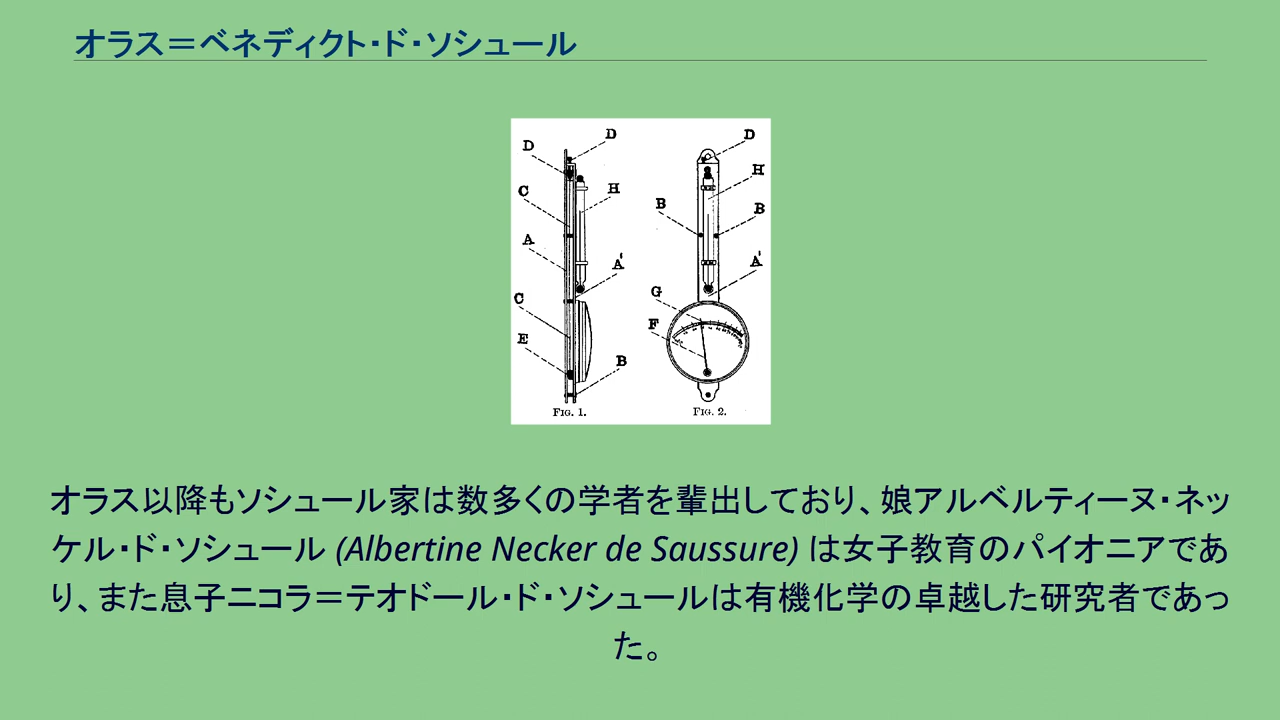 オラス＝ベネディクト・ド・ソシュール
D
D
C
H
A
A'
C
E
B
FIG. 1.
D
H
B
B
A'
G
F
FIG. 2.
オラス以降もソシュール家は数多くの学者を輩出しており、娘アルベルティーヌ・ネッ
ケル・ド・ソシュール (Albertine Necker de Saussure) は女子教育のパイオニアであ
り、また息子ニコラ＝テオドール・ド・ソシュールは有機化学の卓越した研究者であっ
た。